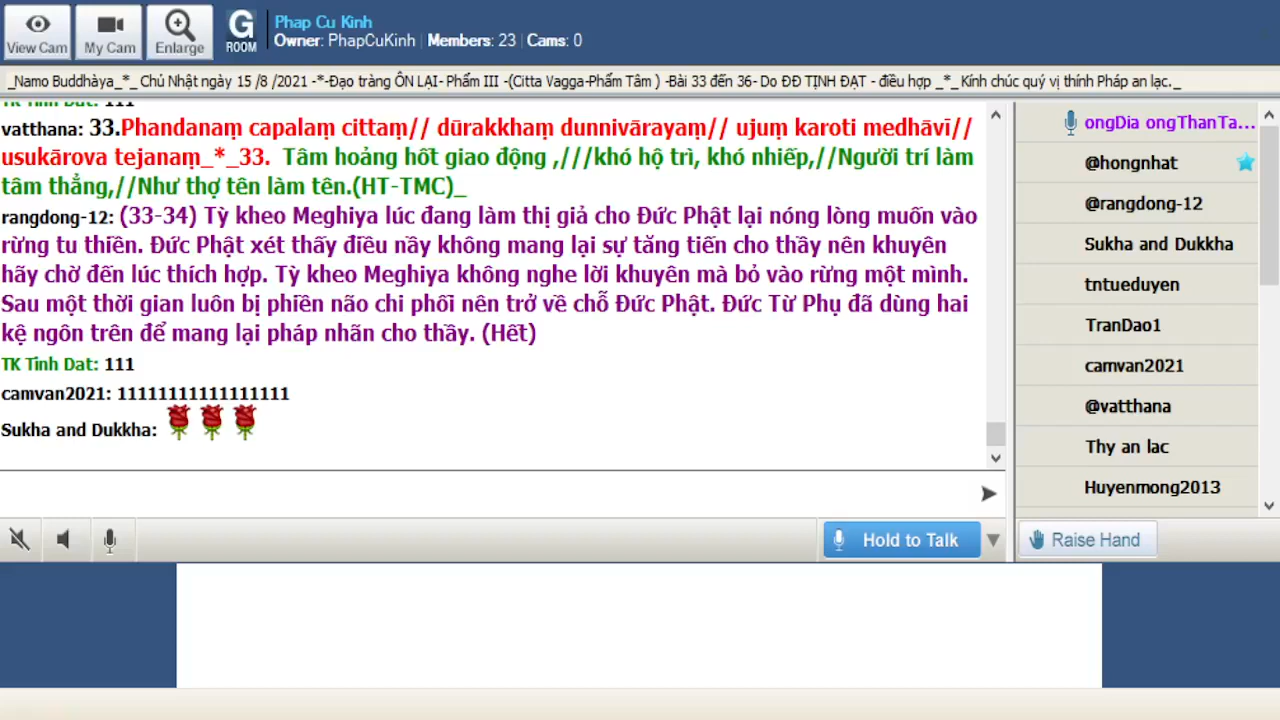 View Cam
My Cam
Enlarge
G
ROOM
Phap Cu Kinh
Owner: PhapCuKinh | Members: 23 | Cams: 0
_Namo Buddhàya_*_ Chủ Nhật ngày 15 /8 /2021 -*-Đạo tràng ÔN LẠI- Phẩm III -(Citta Vagga-Phẩm Tâm ) -Bài 33 đến 36- Do ĐĐ TỊNH ĐẠT - điều hợp _*_ Kính chúc quý vị thính Pháp an lạc._
TK Tinh Dat: 111
vatthana: 33.Phandanaṃ capalaṃ cittaṃ// dūrakkhaṃ dunnivārayaṃ// ujuṃ karoti medhāvī//
usukārova tejanaṃ_*_33. Tâm hoảng hốt giao động ,///khó hộ trì, khó nhiếp,//Người trí làm
tâm thẳng,//Như thợ tên làm tên.(HT-TMC)_
rangdong-12: (33-34) Tỳ kheo Meghiya lúc đang làm thị giả cho Đức Phật lại nóng lòng muốn vào
rừng tu thiền. Đức Phật xét thấy điều nầy không mang lại sự tăng tiến cho thầy nên khuyên
hãy chờ đến lúc thích hợp. Tỳ kheo Meghiya không nghe lời khuyên mà bỏ vào rừng một mình.
Sau một thời gian luôn bị phiền não chi phối nên trở về chỗ Đức Phật. Đức Từ Phụ đã dùng hai
kệ ngôn trên để mang lại pháp nhãn cho thầy. (Hết)
TK Tinh Dat: 111
camvan2021: 11111111111111111
Sukha and Dukkha:
Hold to Talk
ongDia ongThanTa...
@hongnhat
@rangdong-12
Sukha and Dukkha
tntueduyen
TranDao1
camvan2021
@vatthana
Thy an lac
Huyenmong2013
Raise Hand